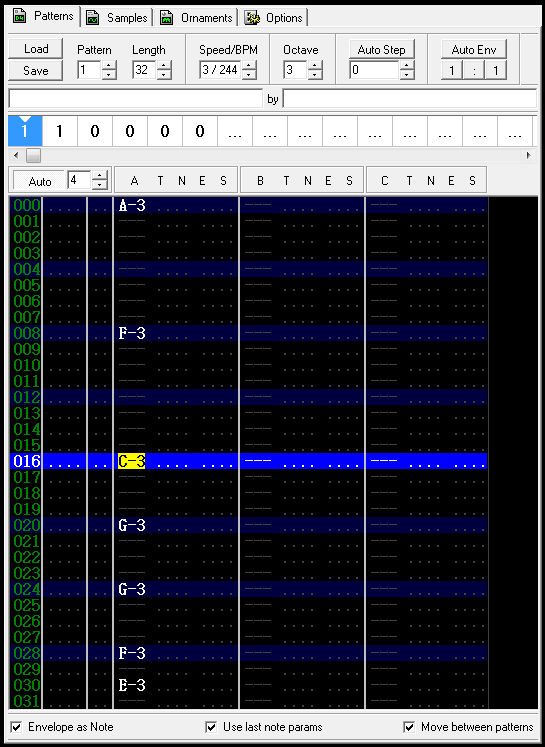 Patterns Samples Ornaments Options
Load Pattern Length Speed/BPM Octave Auto Step Auto Env
Save 1 32 3 / 244 3 0 1 : 1
by
1 1 0 0 0 0 ... ... ... ... ... ... ... ... ...
Auto 4 A T N E S B T N E S C T N E S
000 .... .. A-3 .... .... --- .... .... --- .... ....
001 .... .. --- .... .... --- .... .... --- .... ....
002 .... .. --- .... .... --- .... .... --- .... ....
003 .... .. --- .... .... --- .... .... --- .... ....
004 .... .. --- .... .... --- .... .... --- .... ....
005 .... .. --- .... .... --- .... .... --- .... ....
006 .... .. --- .... .... --- .... .... --- .... ....
007 .... .. --- .... .... --- .... .... --- .... ....
008 .... .. F-3 .... .... --- .... .... --- .... ....
009 .... .. --- .... .... --- .... .... --- .... ....
010 .... .. --- .... .... --- .... .... --- .... ....
011 .... .. --- .... .... --- .... .... --- .... ....
012 .... .. --- .... .... --- .... .... --- .... ....
013 .... .. --- .... .... --- .... .... --- .... ....
014 .... .. --- .... .... --- .... .... --- .... ....
015 .... .. --- .... .... --- .... .... --- .... ....
016 .... .. C-3 .... .... --- .... .... --- .... ....
017 .... .. --- .... .... --- .... .... --- .... ....
018 .... .. --- .... .... --- .... .... --- .... ....
019 .... .. --- .... .... --- .... .... --- .... ....
020 .... .. G-3 .... .... --- .... .... --- .... ....
021 .... .. --- .... .... --- .... .... --- .... ....
022 .... .. --- .... .... --- .... .... --- .... ....
023 .... .. --- .... .... --- .... .... --- .... ....
024 .... .. G-3 .... .... --- .... .... --- .... ....
025 .... .. --- .... .... --- .... .... --- .... ....
026 .... .. --- .... .... --- .... .... --- .... ....
027 .... .. --- .... .... --- .... .... --- .... ....
028 .... .. F-3 .... .... --- .... .... --- .... ....
029 .... .. --- .... .... --- .... .... --- .... ....
030 .... .. E-3 .... .... --- .... .... --- .... ....
031 .... .. --- .... .... --- .... .... --- .... ....
Envelope as Note Use last note params Move between patterns